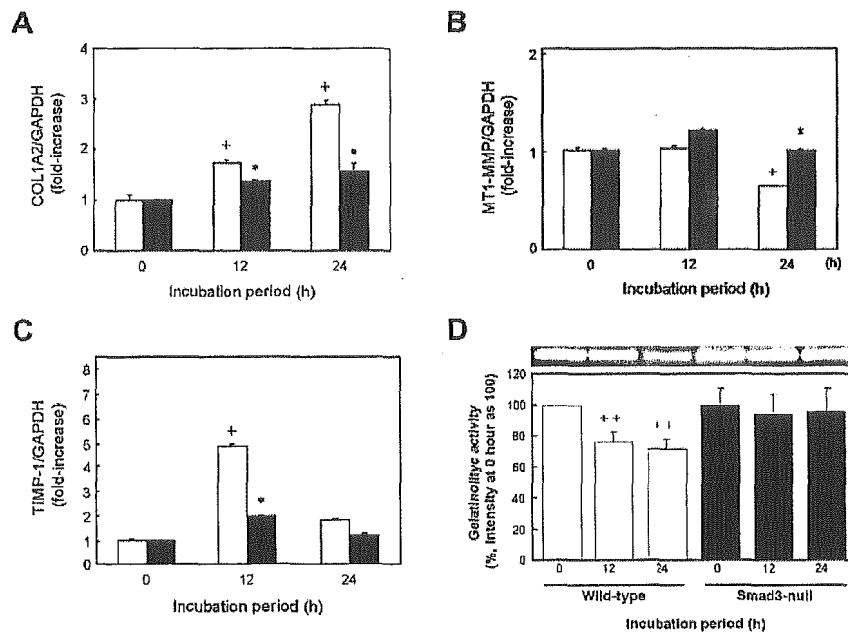 A
COL1A2/GAPDH
(fold-increase)
4
3
2
1
0
+
*
+
*
0 12 24
Incubation period (h)
B
MT1-MMP/GAPDH
(fold-increase)
2
1
0
+
*
0 12 24 (h)
Incubation period (h)
C
TIMP-1/GAPDH
(fold-increase)
8
7
6
5
4
3
2
1
0
+
*
0 12 24
Incubation period (h)
D
Gelatinolityc activity
(%, Intensity at 0 hour as 100)
120
100
80
60
40
20
0
++
0 12 24 0 12 24
Wild-type Smad3-null
Incubation period (h)